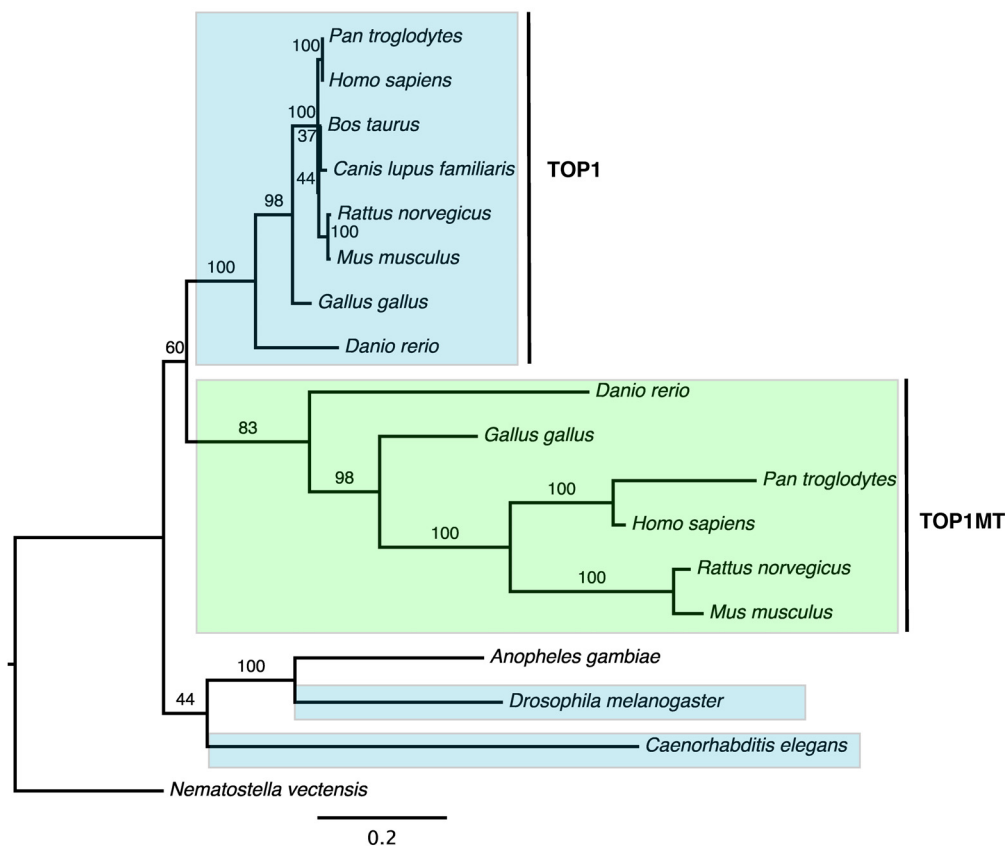 Pan troglodytes
100
Homo sapiens
100
Bos taurus
37
Canis lupus familiaris
TOP1
44
98
Rattus norvegicus
100
Mus musculus
100
Gallus gallus
60
Danio rerio
Danio rerio
83
Gallus gallus
98
Pan troglodytes
100
Homo sapiens
TOP1MT
100
Rattus norvegicus
100
Mus musculus
Anopheles gambiae
100
44
Drosophila melanogaster
Caenorhabditis elegans
Nematostella vectensis
0.2